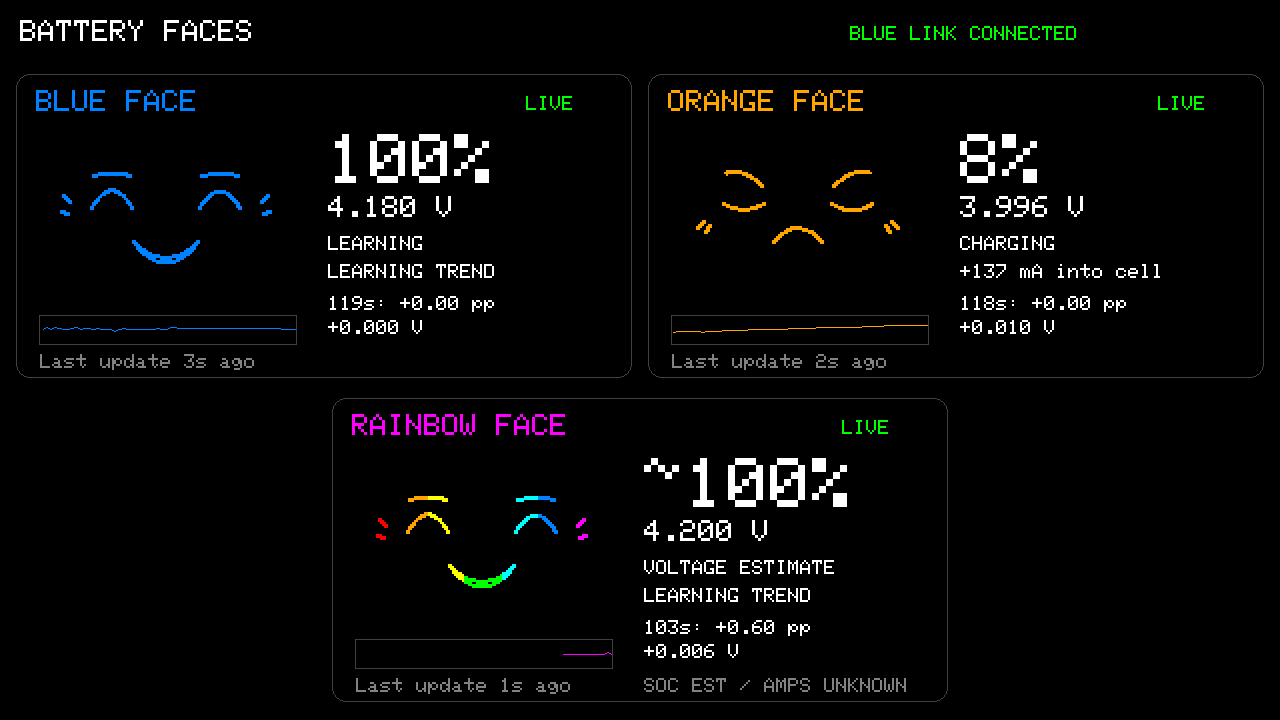 BATTERY FACES
BLUE LINK CONNECTED
BLUE FACE
LIVE
100%
4.180 V
LEARNING
LEARNING TREND
119s: +0.00 pp
+0.000 V
Last update 3s ago
ORANGE FACE
LIVE
8%
3.996 V
CHARGING
+137 mA into cell
118s: +0.00 pp
+0.010 V
Last update 2s ago
RAINBOW FACE
LIVE
~100%
4.200 V
VOLTAGE ESTIMATE
LEARNING TREND
103s: +0.60 pp
+0.006 V
Last update 1s ago
SOC EST / AMPS UNKNOWN